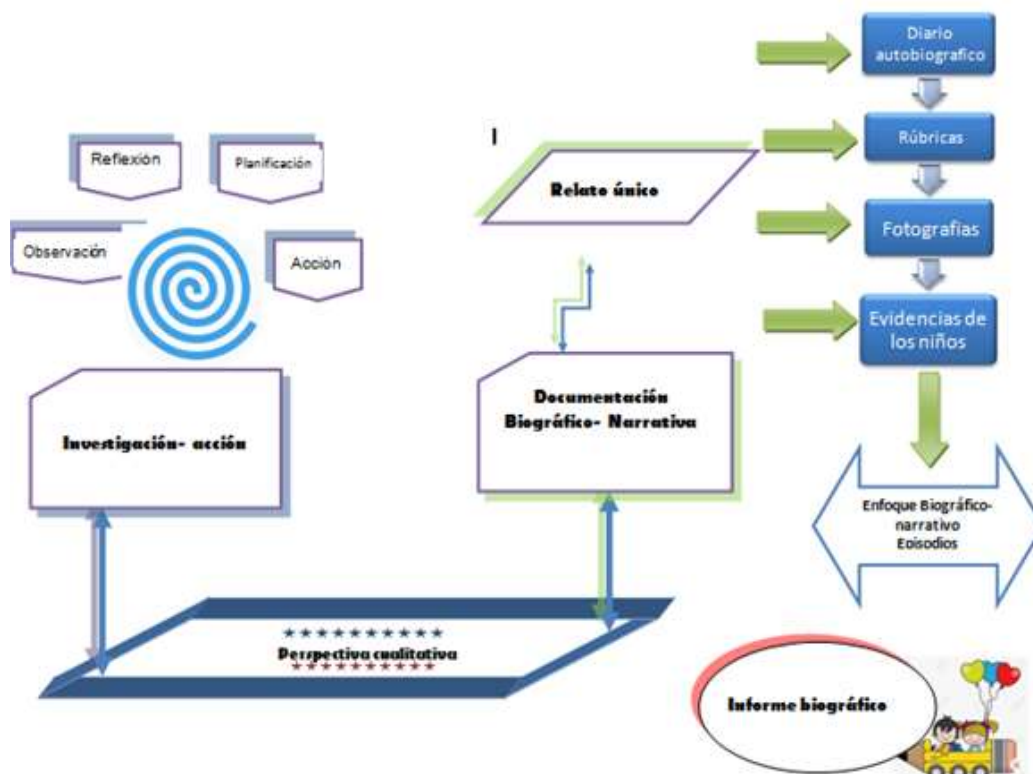 Reflexión
Planificación
Observación
Acción
Investigación- acción
Relato único
Documentación
Biográfico- Narrativa
Perspectiva cualitativa
Diario
autobiografico
Rúbricas
Fotografías
Evidencias de
los niños
Enfoque Biográfico-
narrativo
Episodios
Informe biográfico